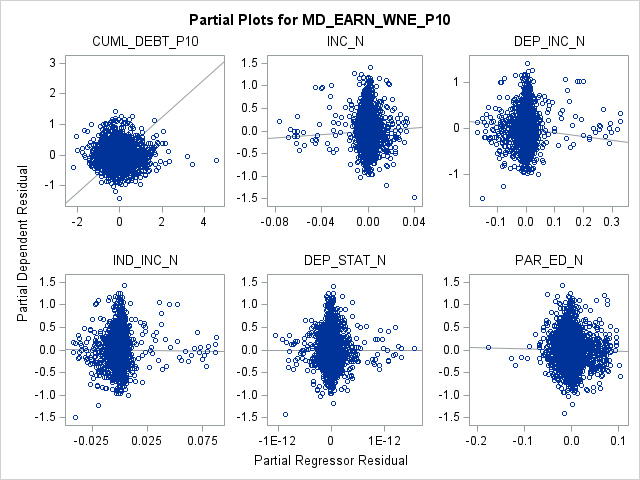 Partial Plots for MD_EARN_WNE_P10
CUML_DEBT_P10 INC_N DEP_INC_N
3 2 1 0 -1
-2 0 2 4
1.5 1.0 0.5 0.0 -0.5 -1.0 -1.5
-0.08 -0.04 0.00 0.04
1 0 -1
-0.1 0.0 0.1 0.2 0.3
Partial Dependent Residual
IND_INC_N DEP_STAT_N PAR_ED_N
1.5 1.0 0.5 0.0 -0.5 -1.0 -1.5
-0.025 0.025 0.075
1.5 1.0 0.5 0.0 -0.5 -1.0 -1.5
-1E-12 0 1E-12
1.5 1.0 0.5 0.0 -0.5 -1.0 -1.5
-0.2 -0.1 0.0 0.1
Partial Regressor Residual